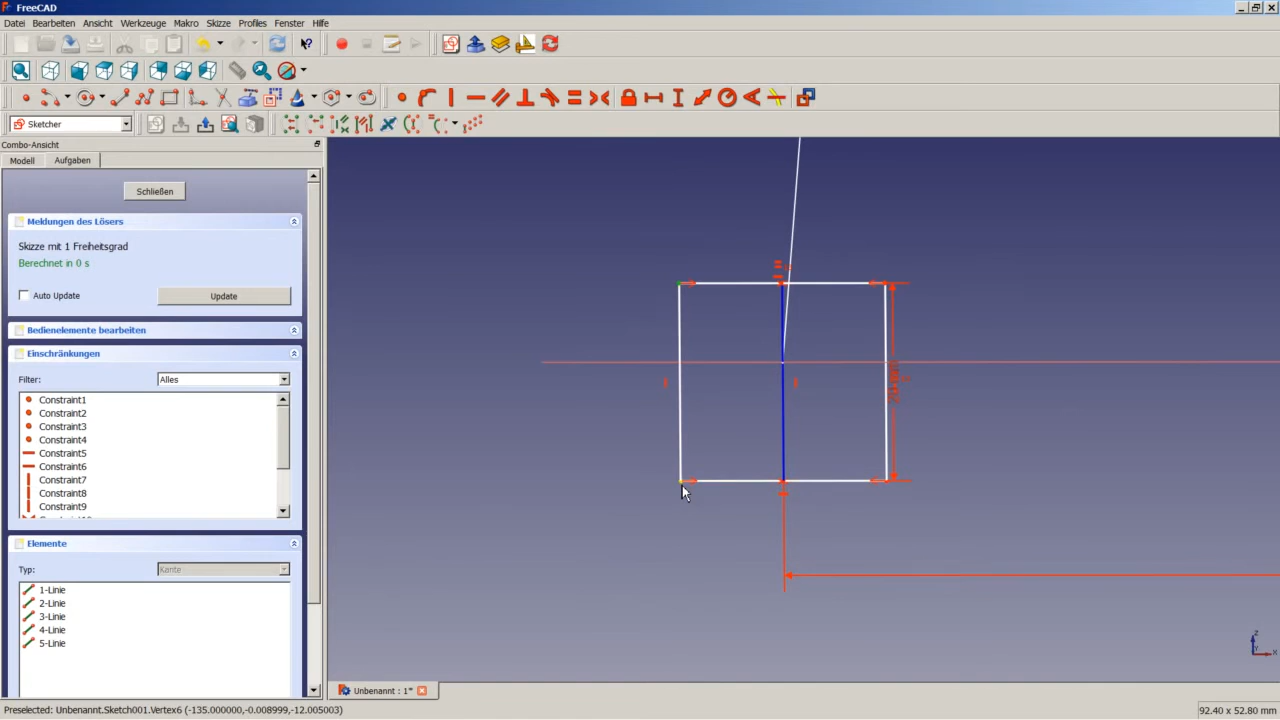 FreeCAD
Datei Bearbeiten Ansicht Werkzeuge Makro Skizze Profiles Fenster Hilfe
Sketcher
Combo-Ansicht
Modell Aufgaben
Schließen
Meldungen des Lösers
Skizze mit 1 Freiheitsgrad
Berechnet in 0 s
Auto Update Update
Bedienelemente bearbeiten
Einschränkungen
Filter: Alles
Constraint1
Constraint2
Constraint3
Constraint4
Constraint5
Constraint6
Constraint7
Constraint8
Constraint9
Elemente
Typ: Kante
1-Linie
2-Linie
3-Linie
4-Linie
5-Linie
Z
Y
X
Unbenannt : 1*
Preselected: Unbenannt.Sketch001.Vertex6 (-135.000000,-0.008999,-12.005003)
92.40 x 52.80 mm